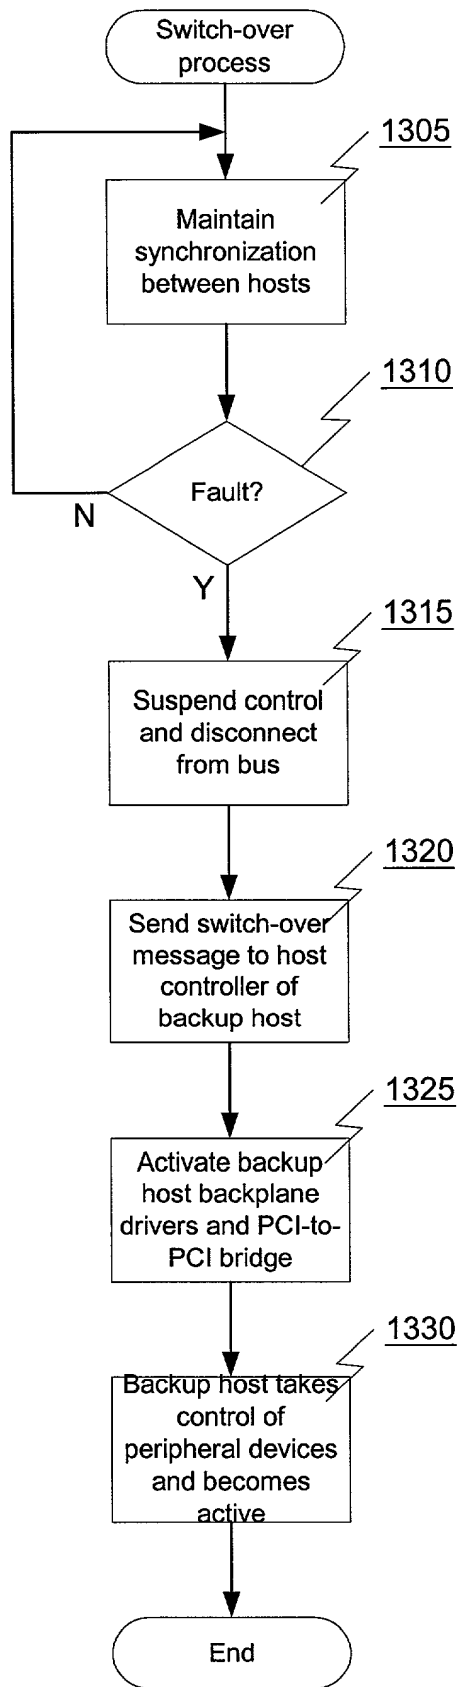 Switch-over
process
1305
Maintain
synchronization
between hosts
1310
Fault?
N
Y
1315
Suspend control
and disconnect
from bus
1320
Send switch-over
message to host
controller of
backup host
1325
Activate backup
host backplane
drivers and PCI-to-
PCI bridge
1330
Backup host takes
control of
peripheral devices
and becomes
active
End